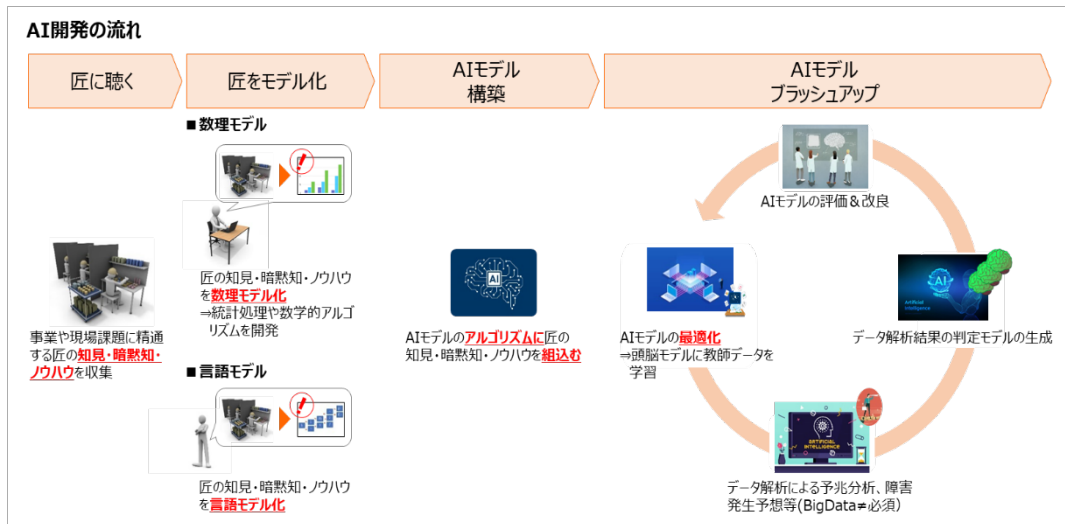 AI開発の流れ
匠に聴く
匠をモデル化
AIモデル
構築
AIモデル
ブラッシュアップ
事業や現場課題に精通
する匠の知見・暗黙知・
ノウハウを収集
■数理モデル
匠の知見・暗黙知・ノウハウ
を数理モデル化
⇒統計処理や数学的アルゴ
リズムを開発
■言語モデル
匠の知見・暗黙知・ノウハウ
を言語モデル化
AI
AIモデルのアルゴリズムに匠の
知見・暗黙知・ノウハウを組込む
AIモデルの評価&改良
AIモデルの最適化
⇒頭脳モデルに教師データを
学習
AI
Artificial
Intelligence
データ解析結果の判定モデルの生成
ARTIFICIAL
INTELLIGENCE
データ解析による予兆分析、障害
発生予想等(BigData≠必須)